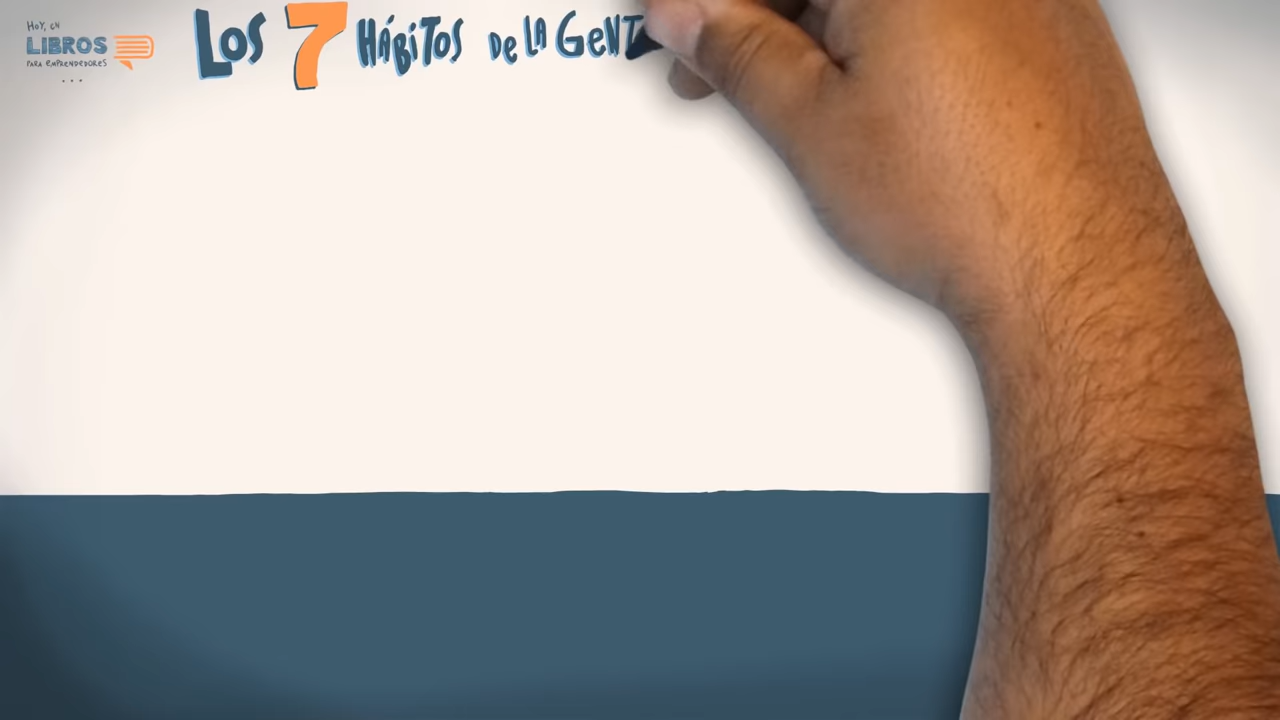 HOY, EN
LIBROS
PARA EMPRENDEDORES
...
LOS 7 HÁBITOS DE LA GENT